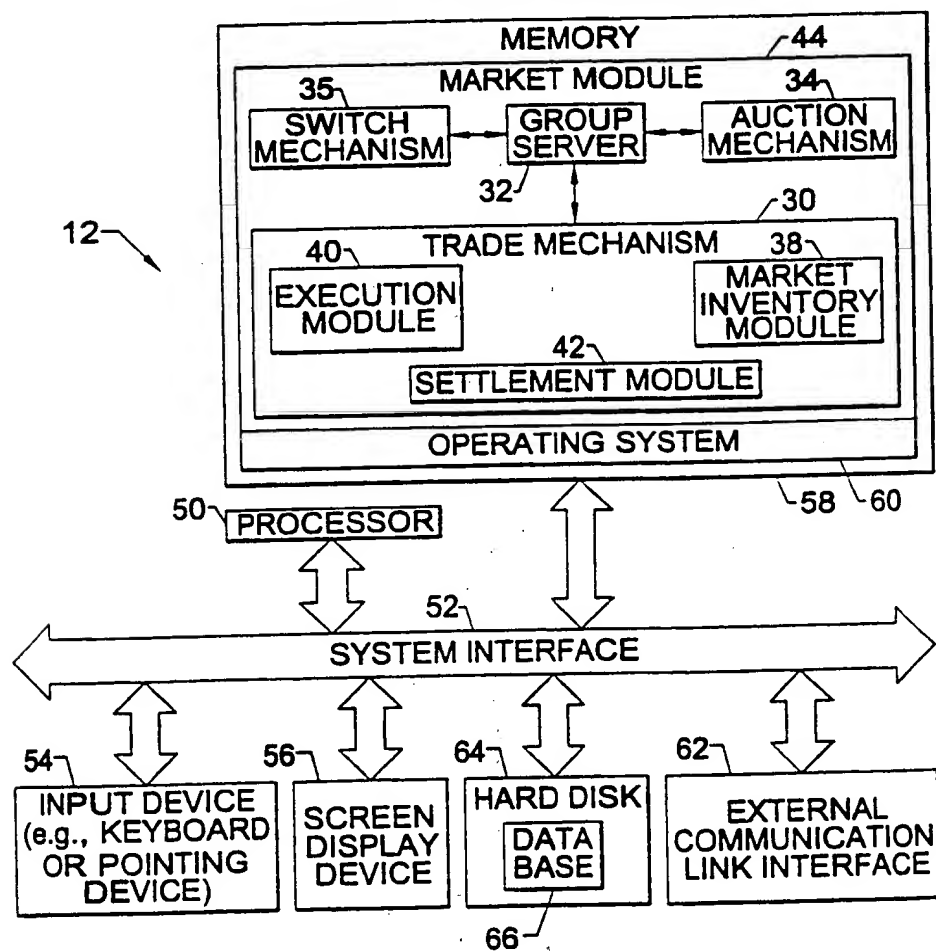 MEMORY
44
MARKET MODULE
35
34
SWITCH
MECHANISM
GROUP
SERVER
AUCTION
MECHANISM
32
12
30
TRADE MECHANISM
40
38
EXECUTION
MODULE
MARKET
INVENTORY
MODULE
42
SETTLEMENT MODULE
OPERATING SYSTEM
58
60
50
PROCESSOR
52
SYSTEM INTERFACE
54
56
64
62
INPUT DEVICE
(e.g., KEYBOARD
OR POINTING
DEVICE)
SCREEN
DISPLAY
DEVICE
HARD DISK
DATA
BASE
EXTERNAL
COMMUNICATION
LINK INTERFACE
66